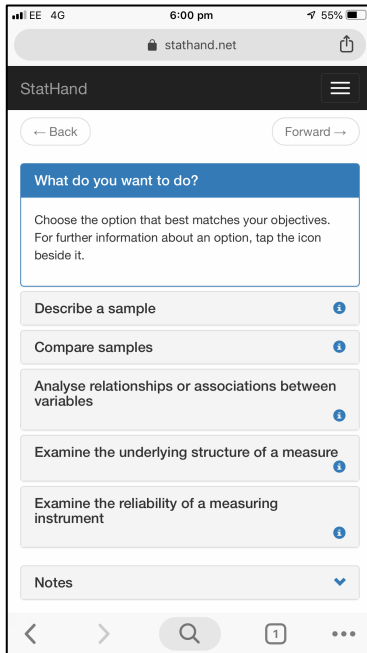 EE 4G 6:00 pm 55%
stathand.net
StatHand
← Back Forward →
What do you want to do?
Choose the option that best matches your objectives.
For further information about an option, tap the icon
beside it.
Describe a sample
Compare samples
Analyse relationships or associations between
variables
Examine the underlying structure of a measure
Examine the reliability of a measuring
instrument
Notes
1